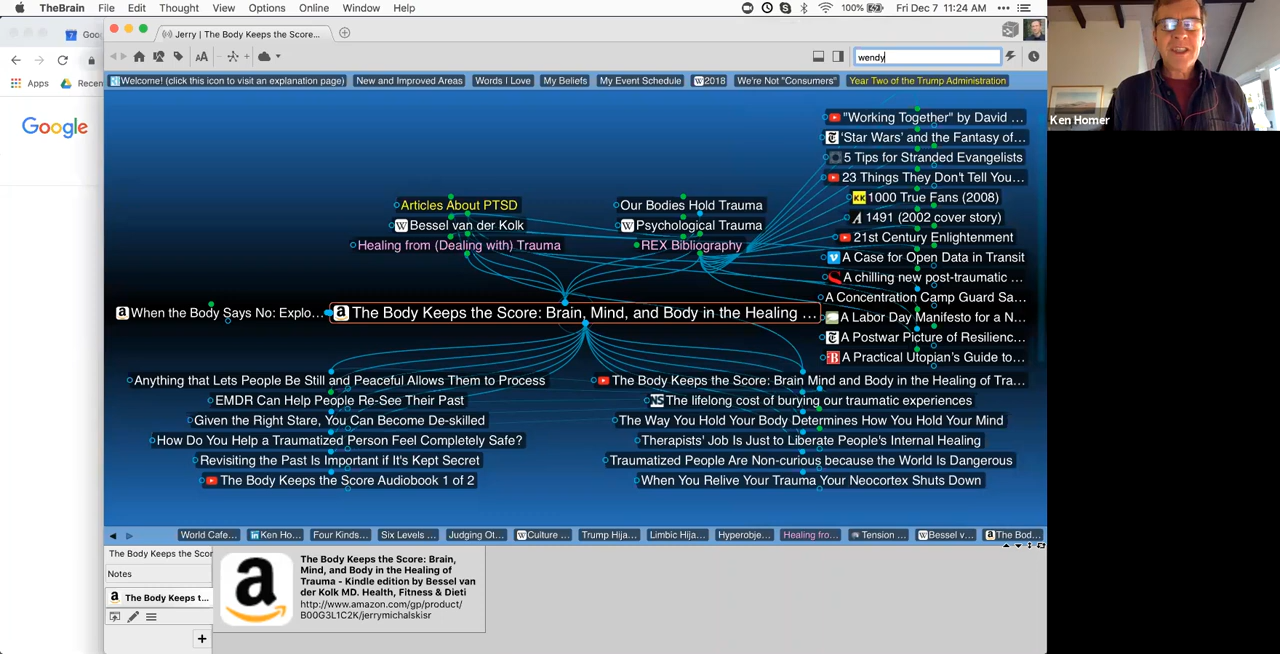 TheBrain File Edit Thought View Options Online Window Help
100% Fri Dec 7 11:24 AM
Goo
Jerry | The Body Keeps the Score...
wendy
Apps Recen
Welcome! (click this icon to visit an explanation page) New and Improved Areas Words I Love My Beliefs My Event Schedule 2018 We're Not "Consumers" Year Two of the Trump Administration
Google
Ken Homer
"Working Together" by David ...
'Star Wars' and the Fantasy of...
5 Tips for Stranded Evangelists
23 Things They Don't Tell You...
1000 True Fans (2008)
1491 (2002 cover story)
21st Century Enlightenment
A Case for Open Data in Transit
A chilling new post-traumatic ...
A Concentration Camp Guard Sa...
A Labor Day Manifesto for a N...
A Postwar Picture of Resilienc...
A Practical Utopian's Guide to...
Articles About PTSD
Bessel van der Kolk
Healing from (Dealing with) Trauma
Our Bodies Hold Trauma
Psychological Trauma
REX Bibliography
When the Body Says No: Explo...
The Body Keeps the Score: Brain, Mind, and Body in the Healing ...
Anything that Lets People Be Still and Peaceful Allows Them to Process
EMDR Can Help People Re-See Their Past
Given the Right Stare, You Can Become De-skilled
How Do You Help a Traumatized Person Feel Completely Safe?
Revisiting the Past Is Important if It's Kept Secret
The Body Keeps the Score Audiobook 1 of 2
The Body Keeps the Score: Brain Mind and Body in the Healing of Tra...
The lifelong cost of burying our traumatic experiences
The Way You Hold Your Body Determines How You Hold Your Mind
Therapists' Job Is Just to Liberate People's Internal Healing
Traumatized People Are Non-curious because the World Is Dangerous
When You Relive Your Trauma Your Neocortex Shuts Down
World Cafe... Ken Ho... Four Kinds... Six Levels ... Judging Ot... Culture ... Trump Hija... Limbic Hija... Hyperobje... Healing fro... Tension ... Bessel v... The Bod...
The Body Keeps the Scor
Notes
The Body Keeps t...
The Body Keeps the Score: Brain,
Mind, and Body in the Healing of
Trauma - Kindle edition by Bessel van
der Kolk MD. Health, Fitness & Dieti
http://www.amazon.com/gp/product/
B00G3L1C2K/jerrymichalskisr